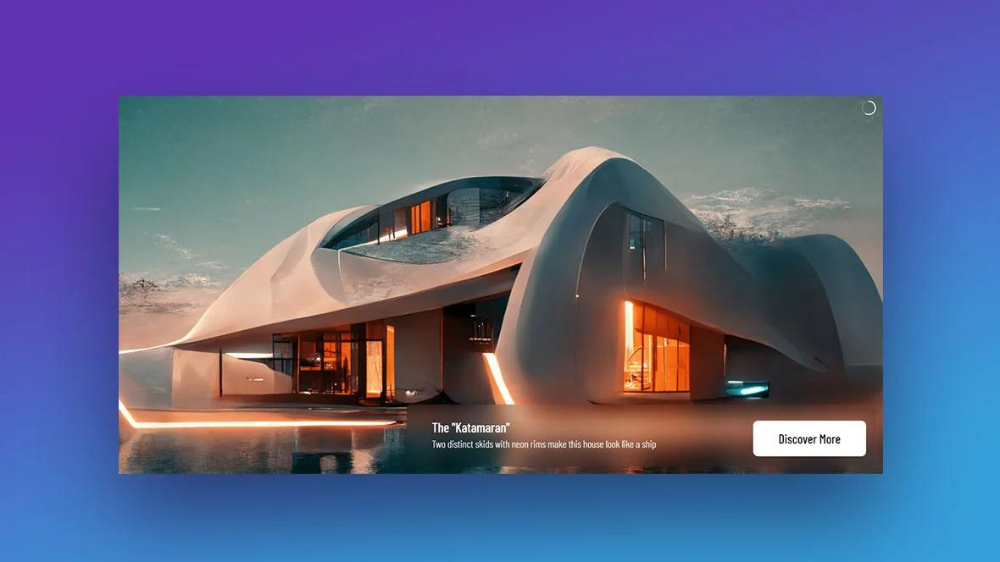 The "Katamaran"
Two distinct skids with neon rims make this house look like a ship
Discover More